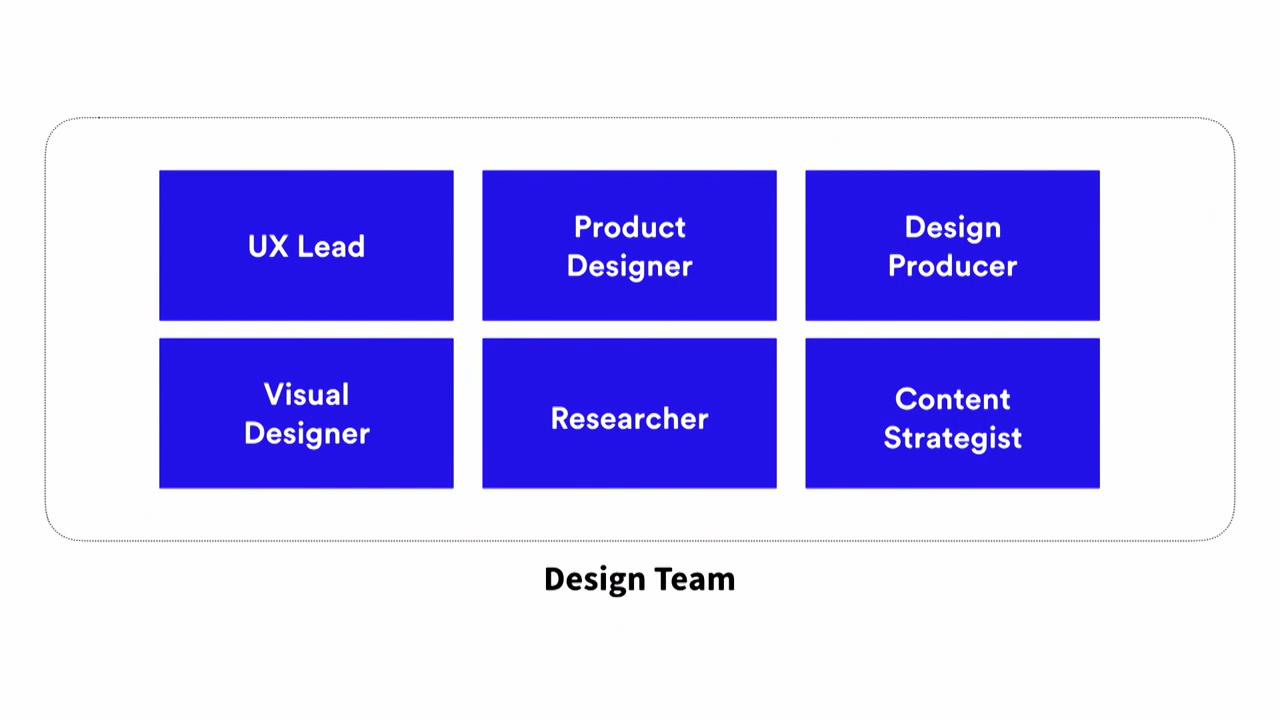 UX Lead
Product
Designer
Design
Producer
Visual
Designer
Researcher
Content
Strategist
Design Team